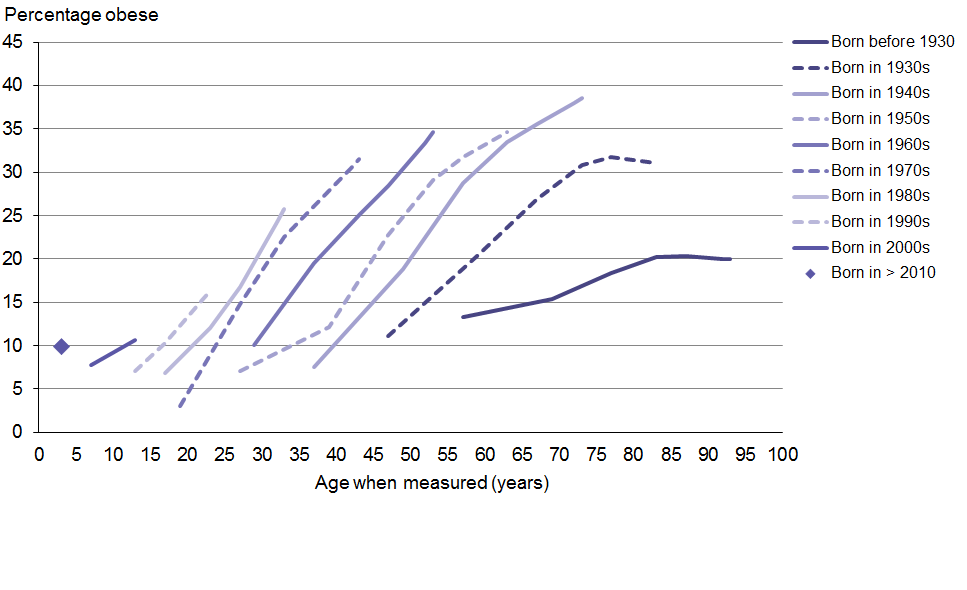 Percentage obese
45
40
35
30
25
20
15
10
5
0
0 5 10 15 20 25 30 35 40 45 50 55 60 65 70 75 80 85 90 95 100
Age when measured (years)
Born before 1930
Born in 1930s
Born in 1940s
Born in 1950s
Born in 1960s
Born in 1970s
Born in 1980s
Born in 1990s
Born in 2000s
Born in > 2010